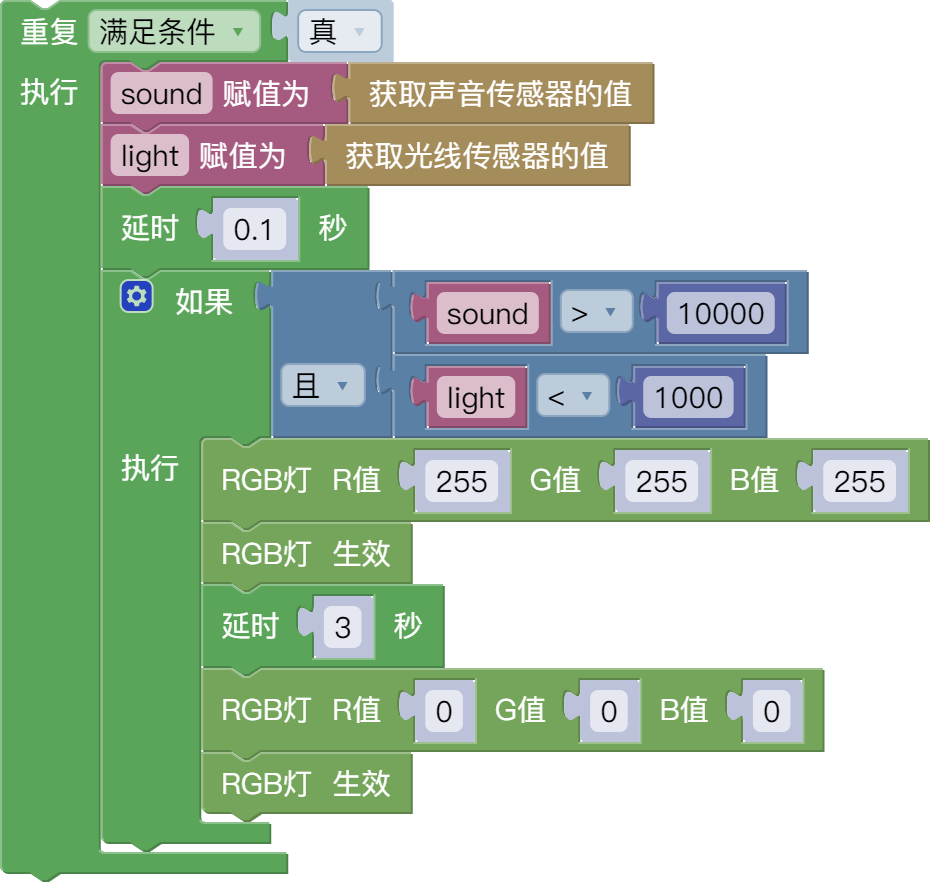 重复 满足条件 真
执行
sound 赋值为 获取声音传感器的值
light 赋值为 获取光线传感器的值
延时 0.1 秒
如果 sound > 10000
且
light < 1000
执行 RGB灯 R值 255 G值 255 B值 255
RGB灯 生效
延时 3 秒
RGB灯 R值 0 G值 0 B值 0
RGB灯 生效